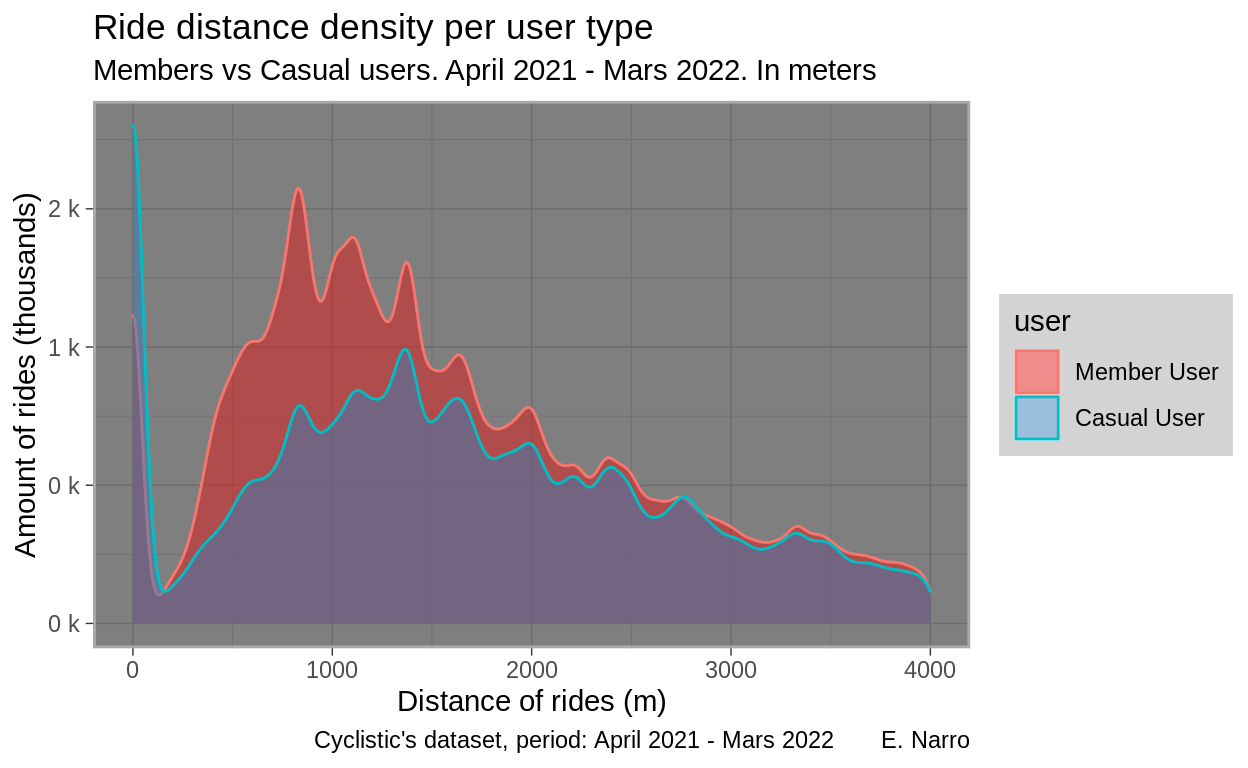 Ride distance density per user type
Members vs Casual users. April 2021 - Mars 2022. In meters
Amount of rides (thousands)
2 k
1 k
0 k
0 k
0 1000 2000 3000 4000
Distance of rides (m)
user
Member User
Casual User
Cyclistic's dataset, period: April 2021 - Mars 2022 E. Narro